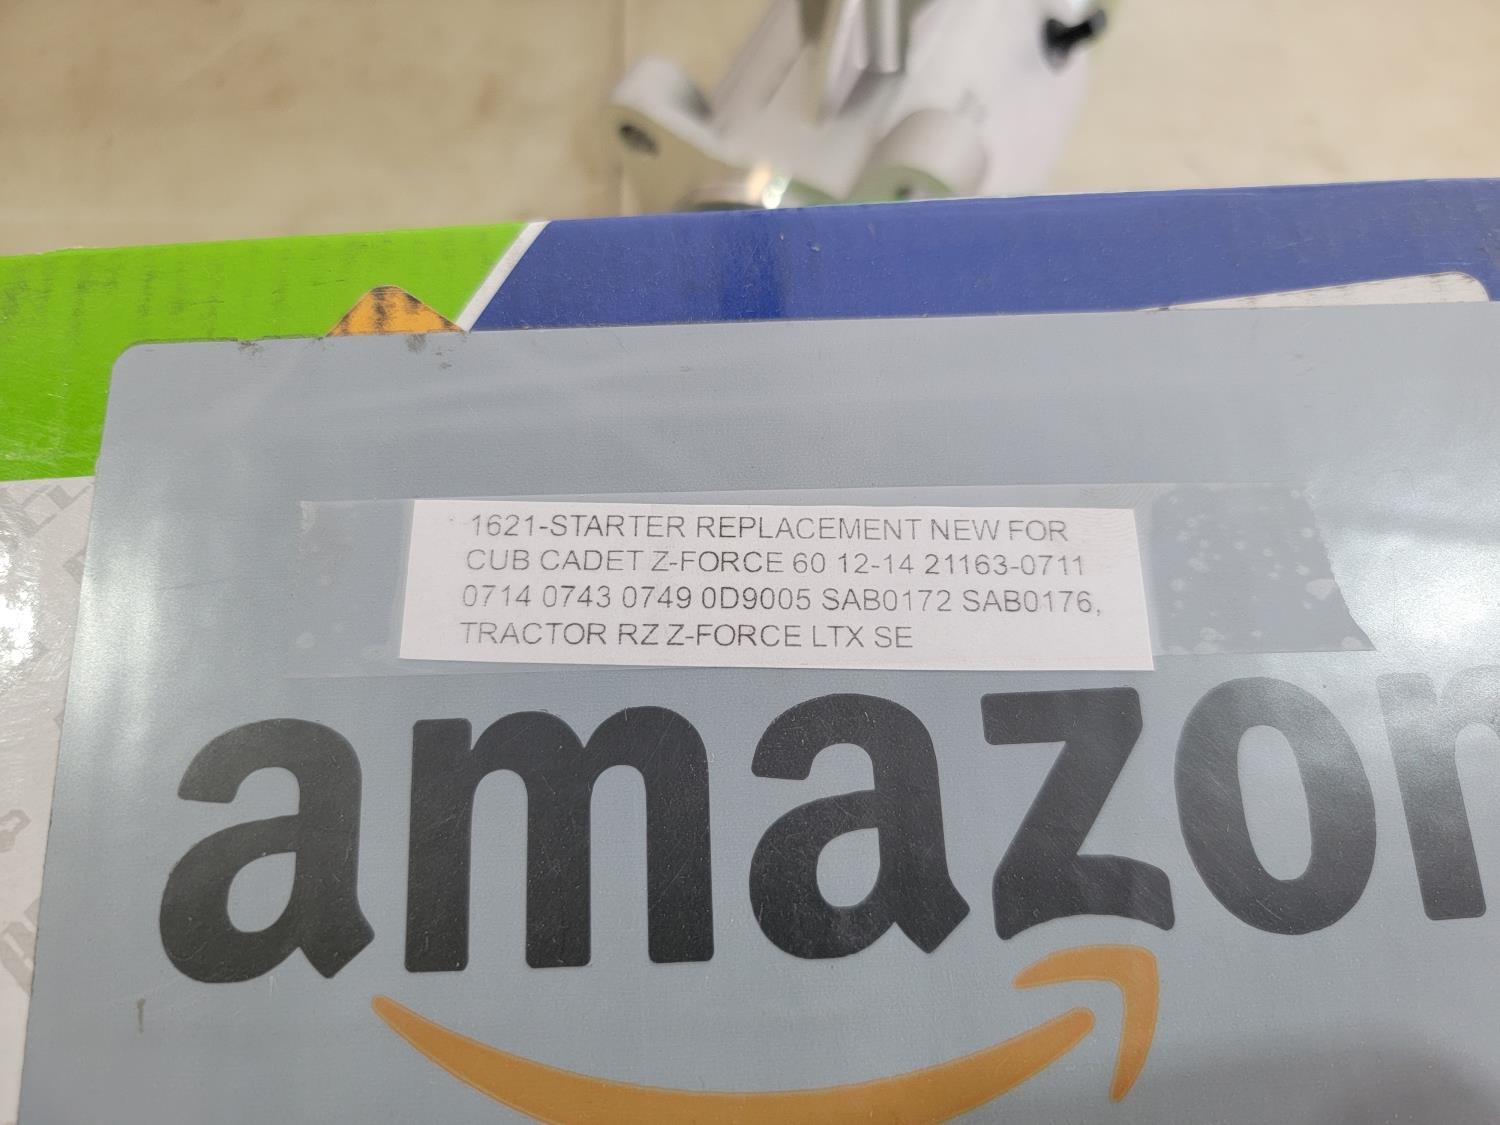 1621-STARTER REPLACEMENT NEW FOR
CUB CADET Z-FORCE 60 12-14 21163-0711
0714 0743 0749 0D9005 SAB0172 SAB0176,
TRACTOR RZ Z-FORCE LTX SE
amazon